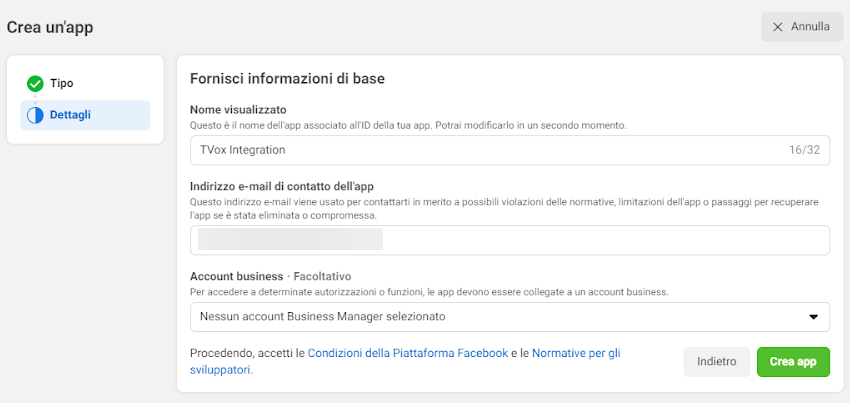 Crea un'app
Annulla
Tipo
Dettagli
Fornisci informazioni di base
Nome visualizzato
Questo è il nome dell'app associato all'ID della tua app. Potrai modificarlo in un secondo momento.
TVox Integration
16/32
Indirizzo e-mail di contatto dell'app
Questo indirizzo e-mail viene usato per contattarti in merito a possibili violazioni delle normative, limitazioni dell'app o passaggi per recuperare
l'app se è stata eliminata o compromessa.
Account business · Facoltativo
Per accedere a determinate autorizzazioni o funzioni, le app devono essere collegate a un account business.
Nessun account Business Manager selezionato
Procedendo, accetti le Condizioni della Piattaforma Facebook e le Normative per gli
sviluppatori.
Indietro
Crea app